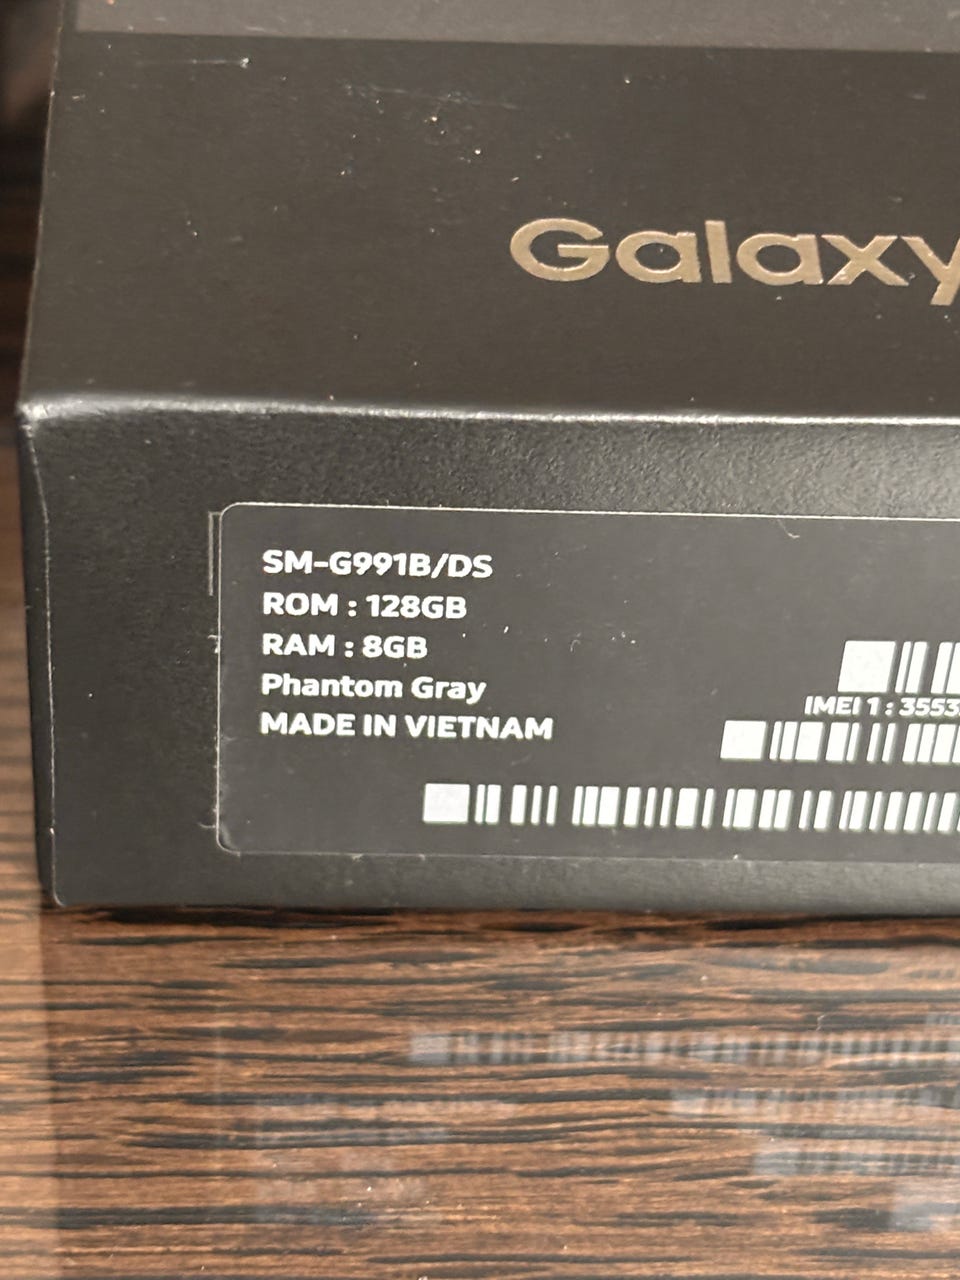 Galaxy
SM-G991B/DS
ROM : 128GB
RAM : 8GB
Phantom Gray
MADE IN VIETNAM
IMEI 1 : 3553